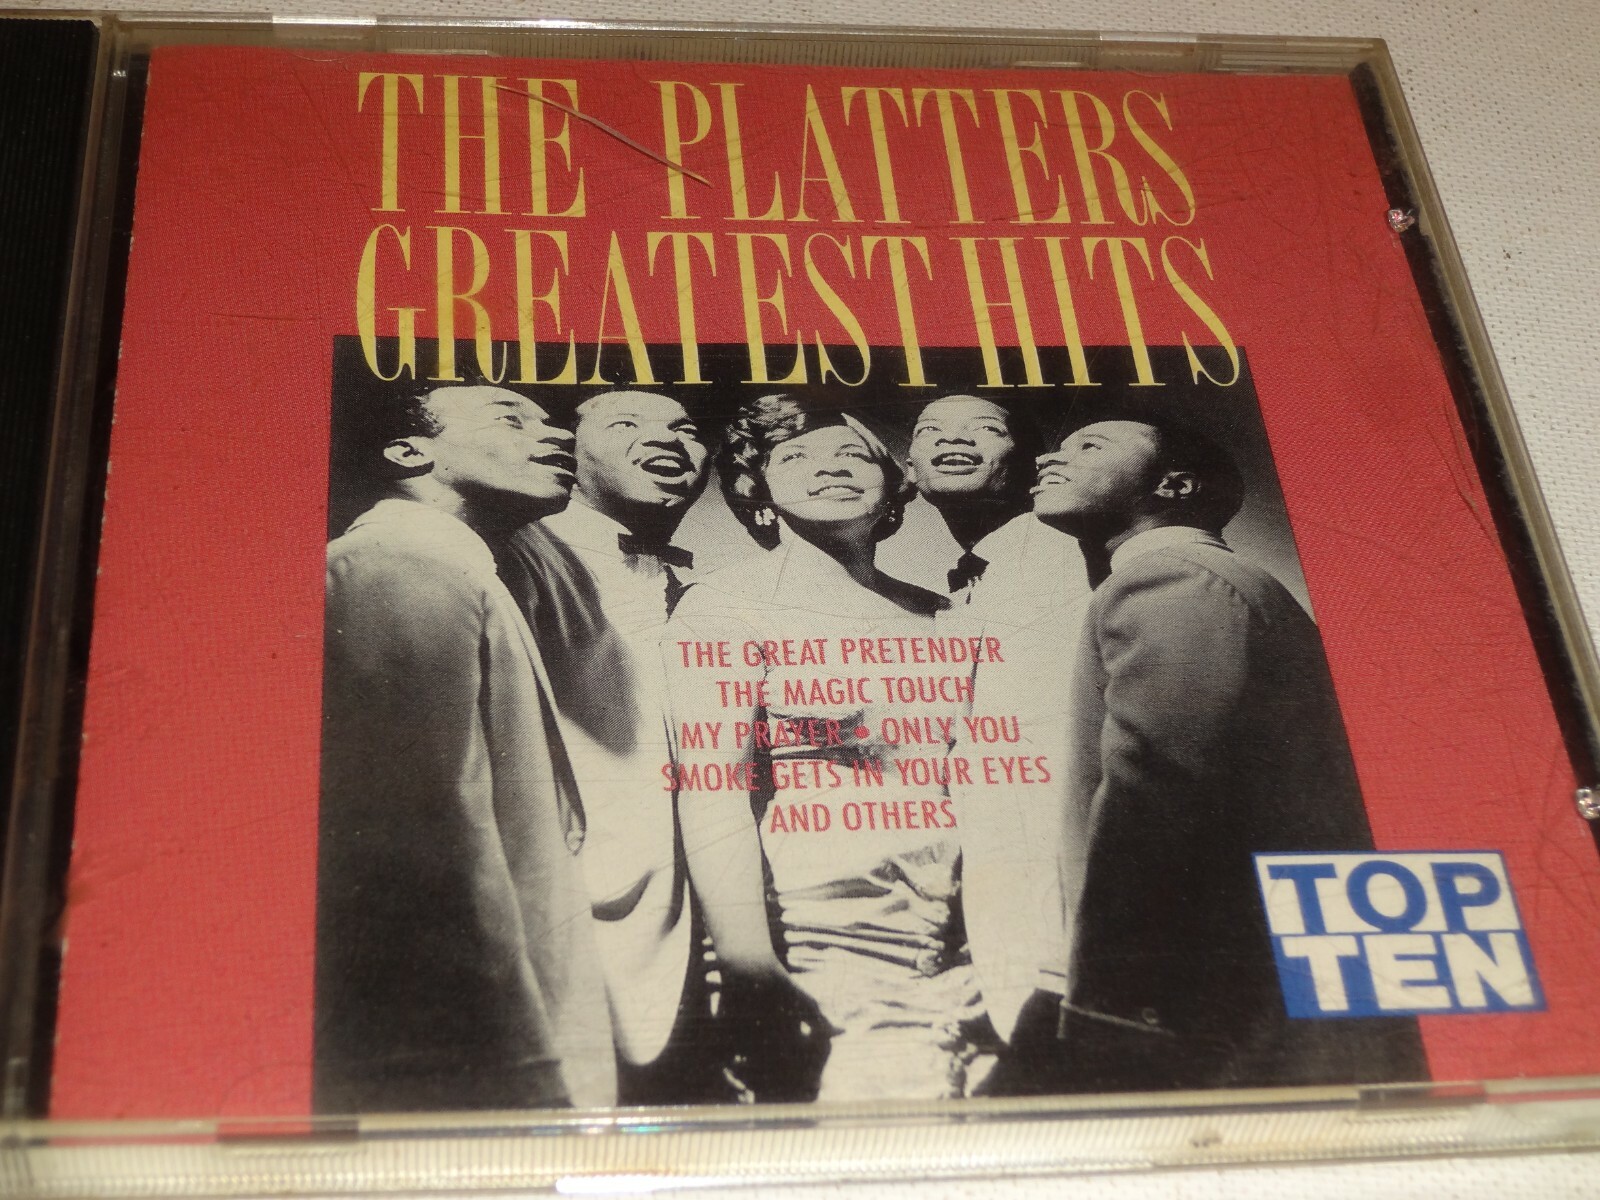 THE PLATTERS
GREATEST HITS
THE GREAT PRETENDER
THE MAGIC TOUCH
MY PRAYER • ONLY YOU
SMOKE GETS IN YOUR EYES
AND OTHERS
TOP
TEN